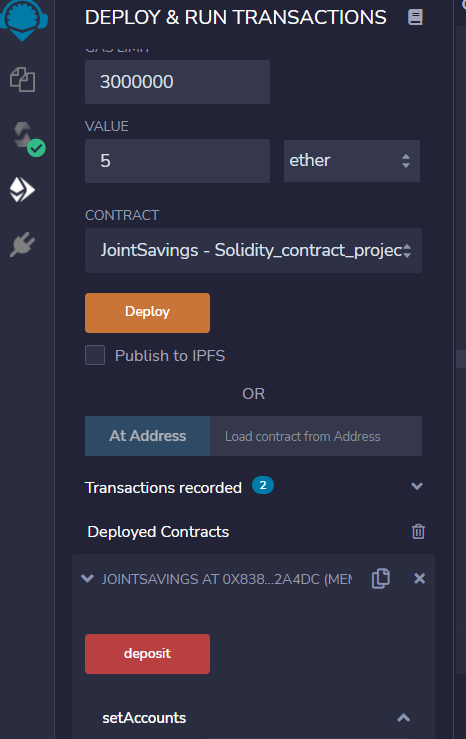 DEPLOY & RUN TRANSACTIONS
GAS LIMIT
3000000
VALUE
5
ether
CONTRACT
JointSavings - Solidity_contract_projec
Deploy
Publish to IPFS
OR
At Address
Load contract from Address
Transactions recorded 2
Deployed Contracts
JOINTSAVINGS AT 0X838...2A4DC (MEM
deposit
setAccounts